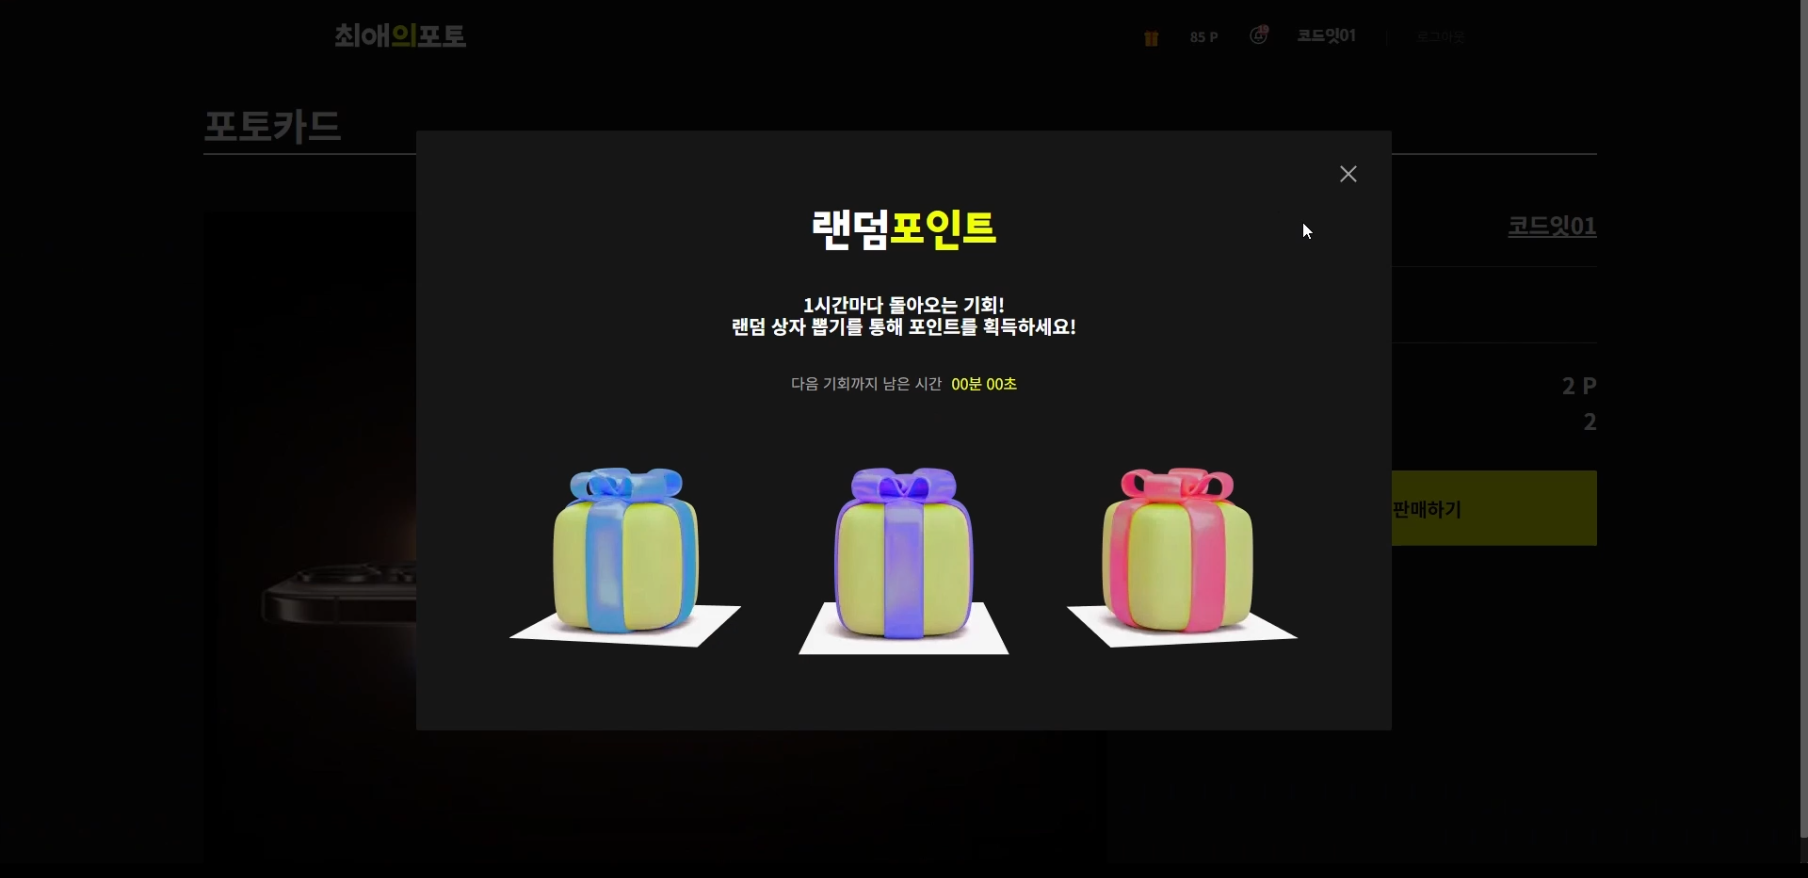 최애의포토
85 P
19
코드잇01
로그아웃
포토카드
랜덤포인트
1시간마다 돌아오는 기회!
랜덤 상자 뽑기를 통해 포인트를 획득하세요!
다음 기회까지 남은 시간 00분 00초
코드잇01
2 P
2
판매하기